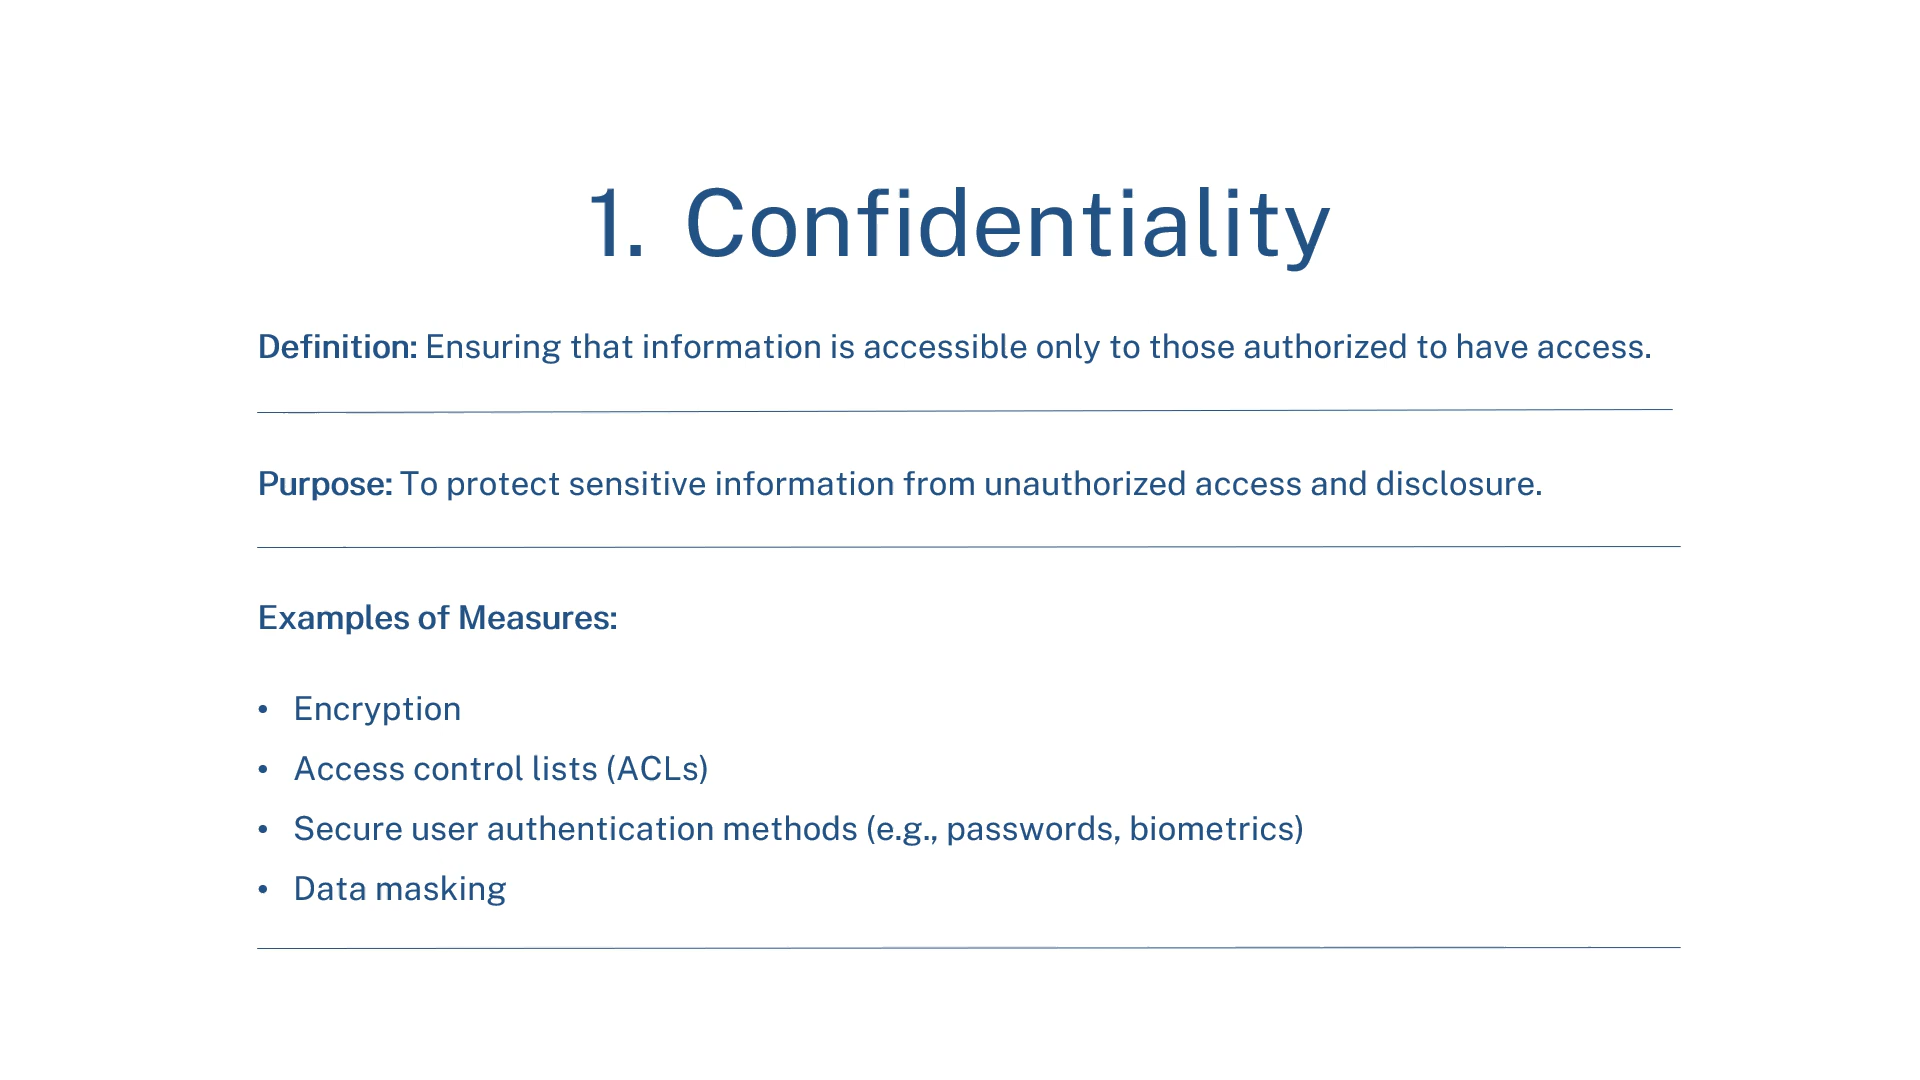 1. Confidentiality
Definition: Ensuring that information is accessible only to those authorized to have access.
Purpose: To protect sensitive information from unauthorized access and disclosure.
Examples of Measures:
• Encryption
• Access control lists (ACLs)
• Secure user authentication methods (e.g., passwords, biometrics)
• Data masking